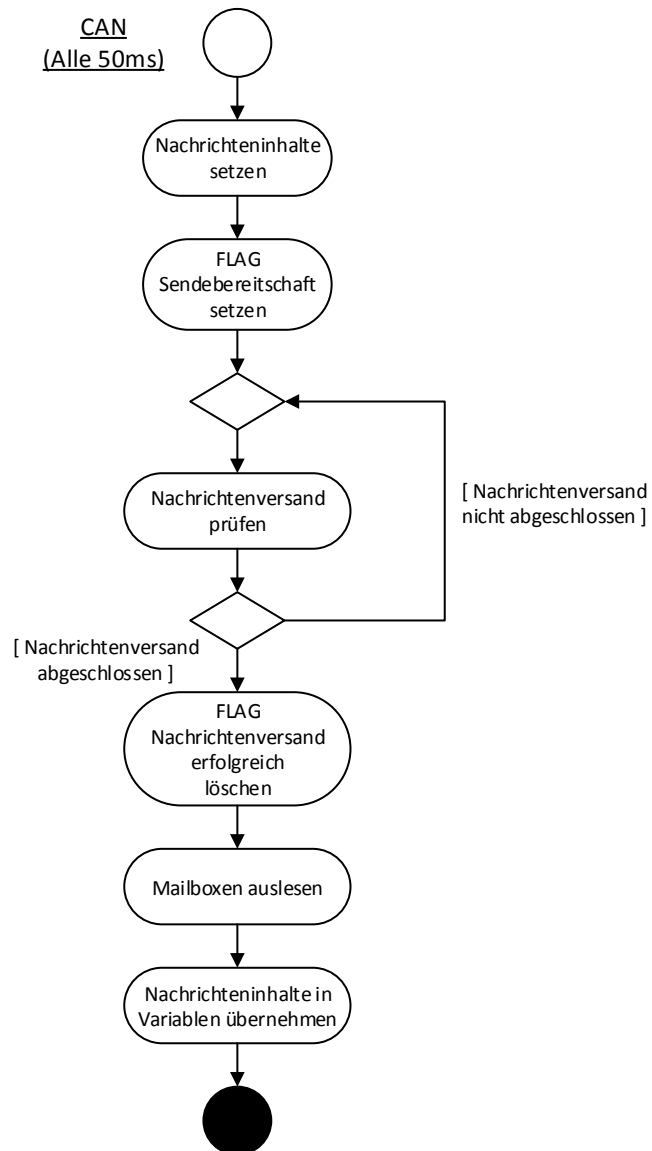 CAN
(Alle 50ms)
Nachrichteninhalte
setzen
FLAG
Sendebereitschaft
setzen
Nachrichtenversand
prüfen
[ Nachrichtenversand
nicht abgeschlossen ]
[ Nachrichtenversand
abgeschlossen ]
FLAG
Nachrichtenversand
erfolgreich
löschen
Mailboxen auslesen
Nachrichteninhalte in
Variablen übernehmen